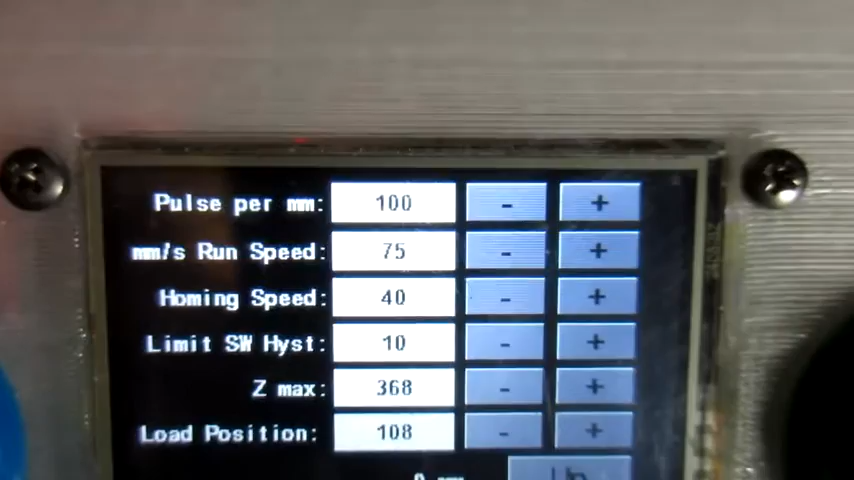 Pulse per mm: 100 - +
mm/s Run Speed: 75 - +
Homing Speed: 40 - +
Limit SW Hyst: 10 - +
Z max: 368 - +
Load Position: 108 - +
Up